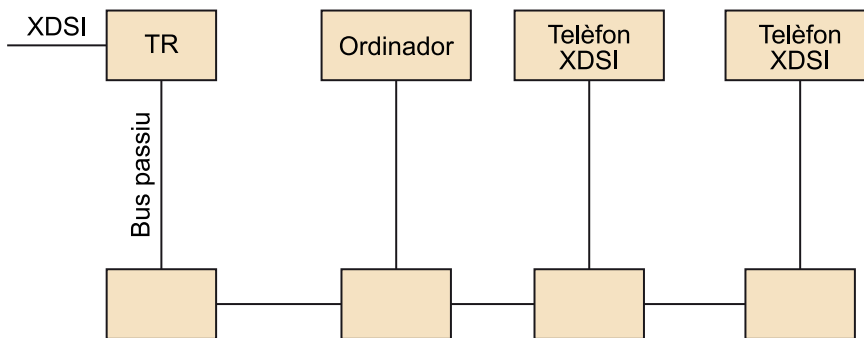 XDSI
TR
Ordinador
Telèfon
XDSI
Telèfon
XDSI
Bus passiu